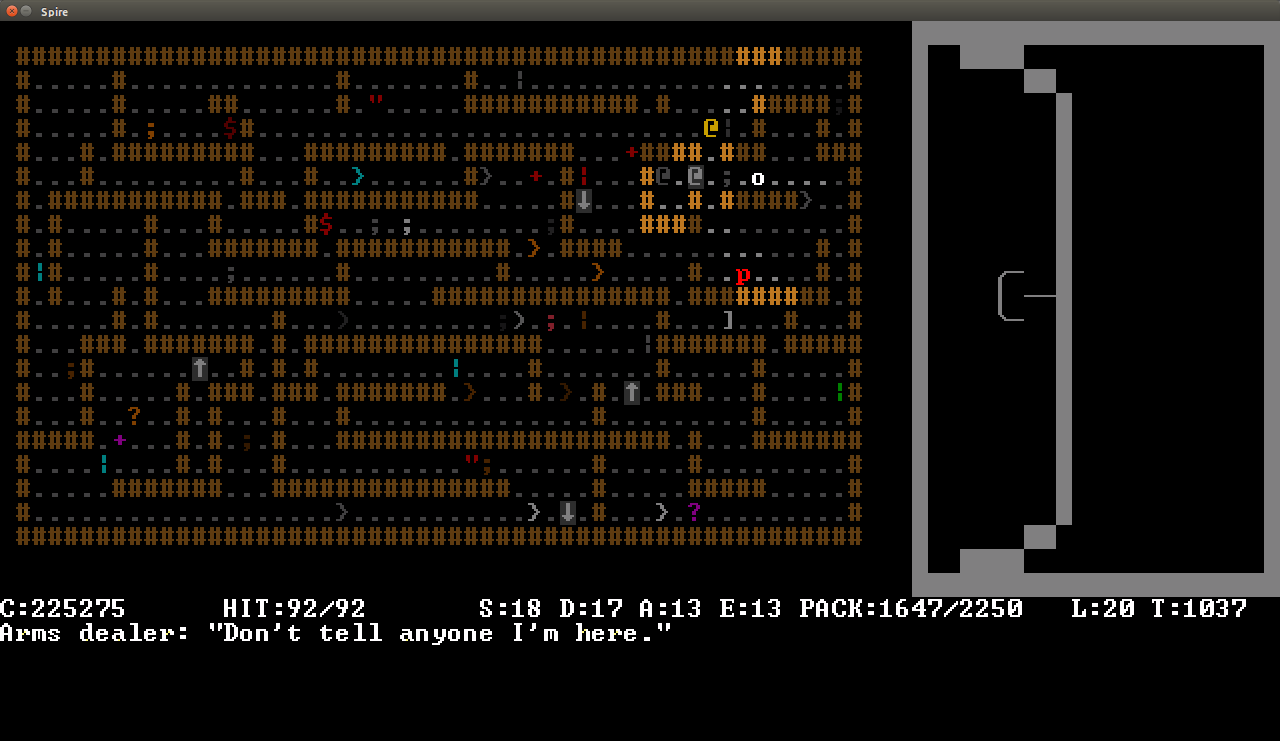 Spire
C:225275 HIT:92/92 S:18 D:17 A:13 E:13 PACK:1647/2250 L:20 T:1037
Arms dealer: "Don't tell anyone I'm here."